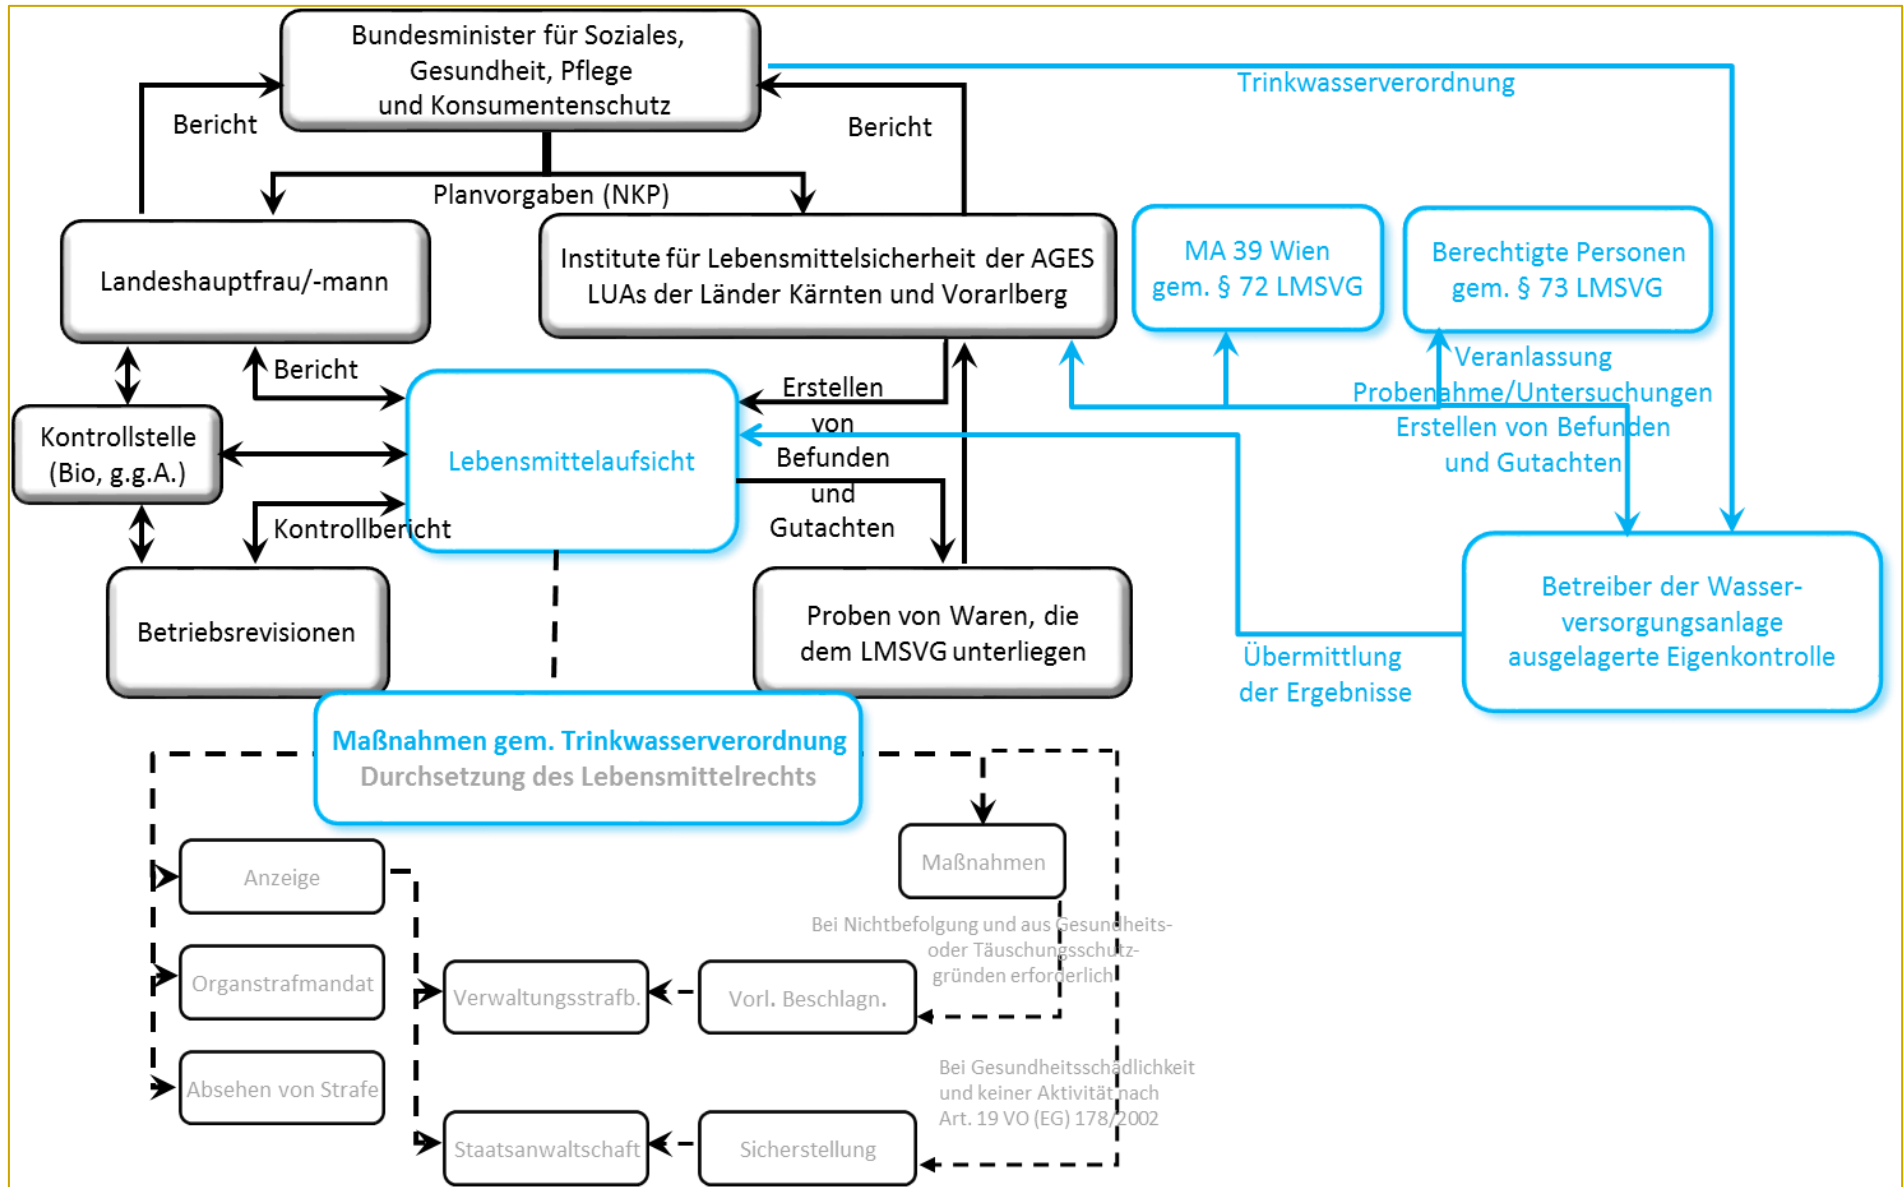 Bundesminister für Soziales,
Gesundheit, Pflege
und Konsumentenschutz
Trinkwasserverordnung
Bericht
Bericht
Planvorgaben (NKP)
Landeshauptfrau/-mann
Institute für Lebensmittelsicherheit der AGES
LUAs der Länder Kärnten und Vorarlberg
MA 39 Wien
gem. § 72 LMSVG
Berechtigte Personen
gem. § 73 LMSVG
Veranlassung
Probenahme/Untersuchungen
Erstellen von Befunden
und Gutachten
Bericht
Erstellen
von
Befunden
und
Gutachten
Kontrollstelle
(Bio, g.g.A.)
Lebensmittelaufsicht
Kontrollbericht
Betriebsrevisionen
Proben von Waren, die
dem LMSVG unterliegen
Betreiber der Wasser-
versorgungsanlage
ausgelagerte Eigenkontrolle
Übermittlung
der Ergebnisse
Maßnahmen gem. Trinkwasserverordnung
Durchsetzung des Lebensmittelrechts
Anzeige
Maßnahmen
Bei Nichtbefolgung und aus Gesundheits-
oder Täuschungsschutz-
gründen erforderlich
Organstrafmandat
Verwaltungsstrafb.
Vorl. Beschlagn.
Absehen von Strafe
Bei Gesundheitsschädlichkeit
und keiner Aktivität nach
Art. 19 VO (EG) 178/2002
Staatsanwaltschaft
Sicherstellung